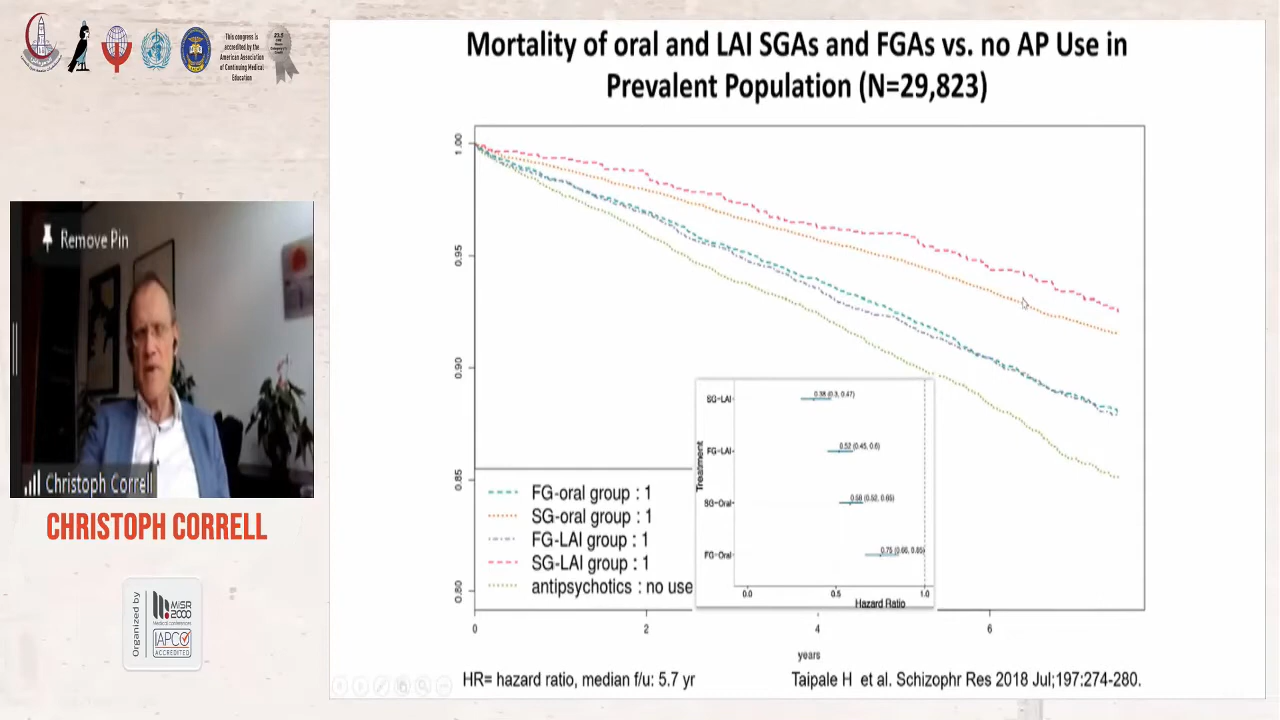 This congress is
accredited by the
American Association
of Continuing Medical
Education
Mortality of oral and LAI SGAs and FGAs vs. no AP Use in
Prevalent Population (N=29,823)
Remove Pin
Christoph Correll
CHRISTOPH CORRELL
Organized by
MISR
2000
Medical conferences
IAPCO
ACCREDITED
1.00
0.95
0.90
0.85
0.80
FG-oral group : 1
SG-oral group : 1
FG-LAI group : 1
SG-LAI group : 1
antipsychotics : no use
Treatment
SG-LAI
0.38 (0.3, 0.47)
FG-LAI
0.52 (0.45, 0.6)
SG-Oral
0.58 (0.52, 0.65)
FG-Oral
0.75 (0.66, 0.85)
0.0 0.5 1.0
Hazard Ratio
0 2 4 6
years
HR= hazard ratio, median f/u: 5.7 yr
Taipale H et al. Schizophr Res 2018 Jul;197:274-280.